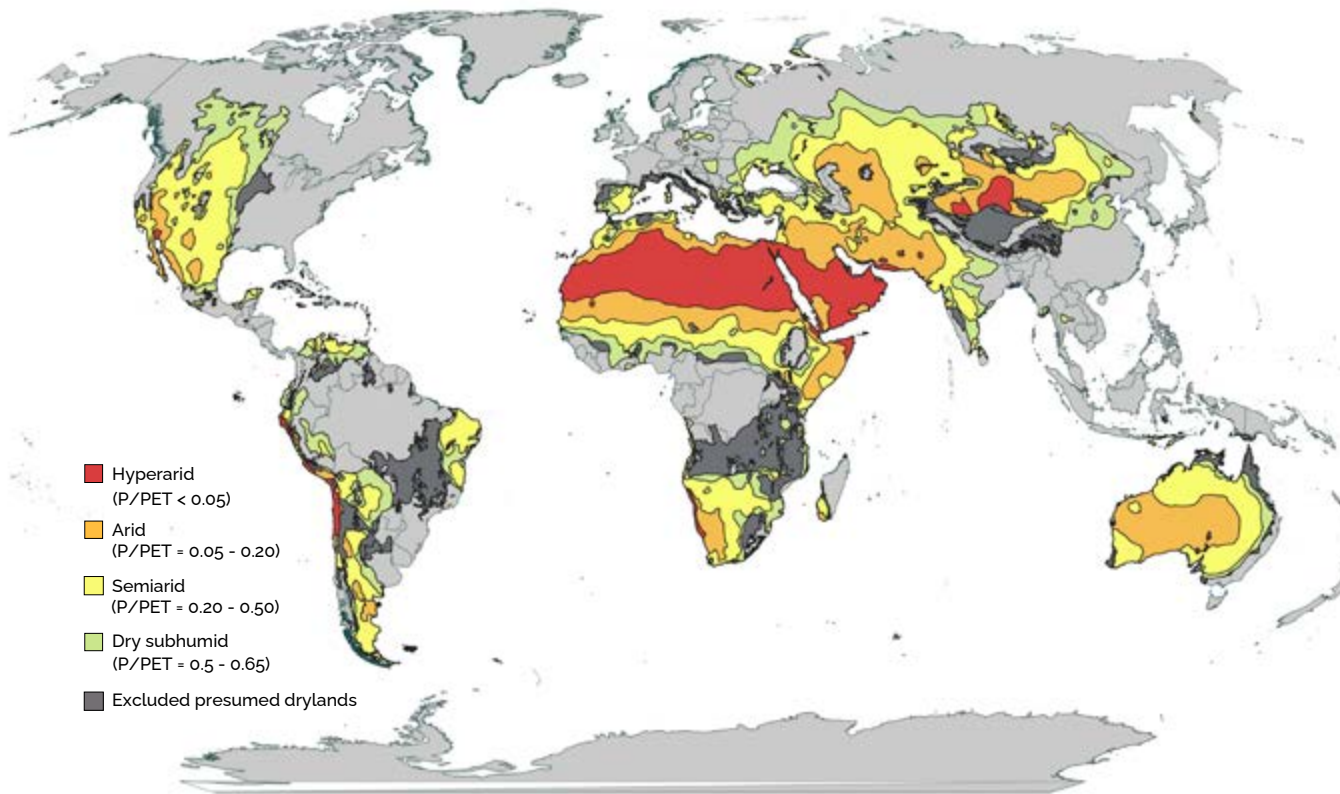 Hyperarid
(P/PET < 0.05)
Arid
(P/PET = 0.05 - 0.20)
Semiarid
(P/PET = 0.20 - 0.50)
Dry subhumid
(P/PET = 0.5 - 0.65)
Excluded presumed drylands